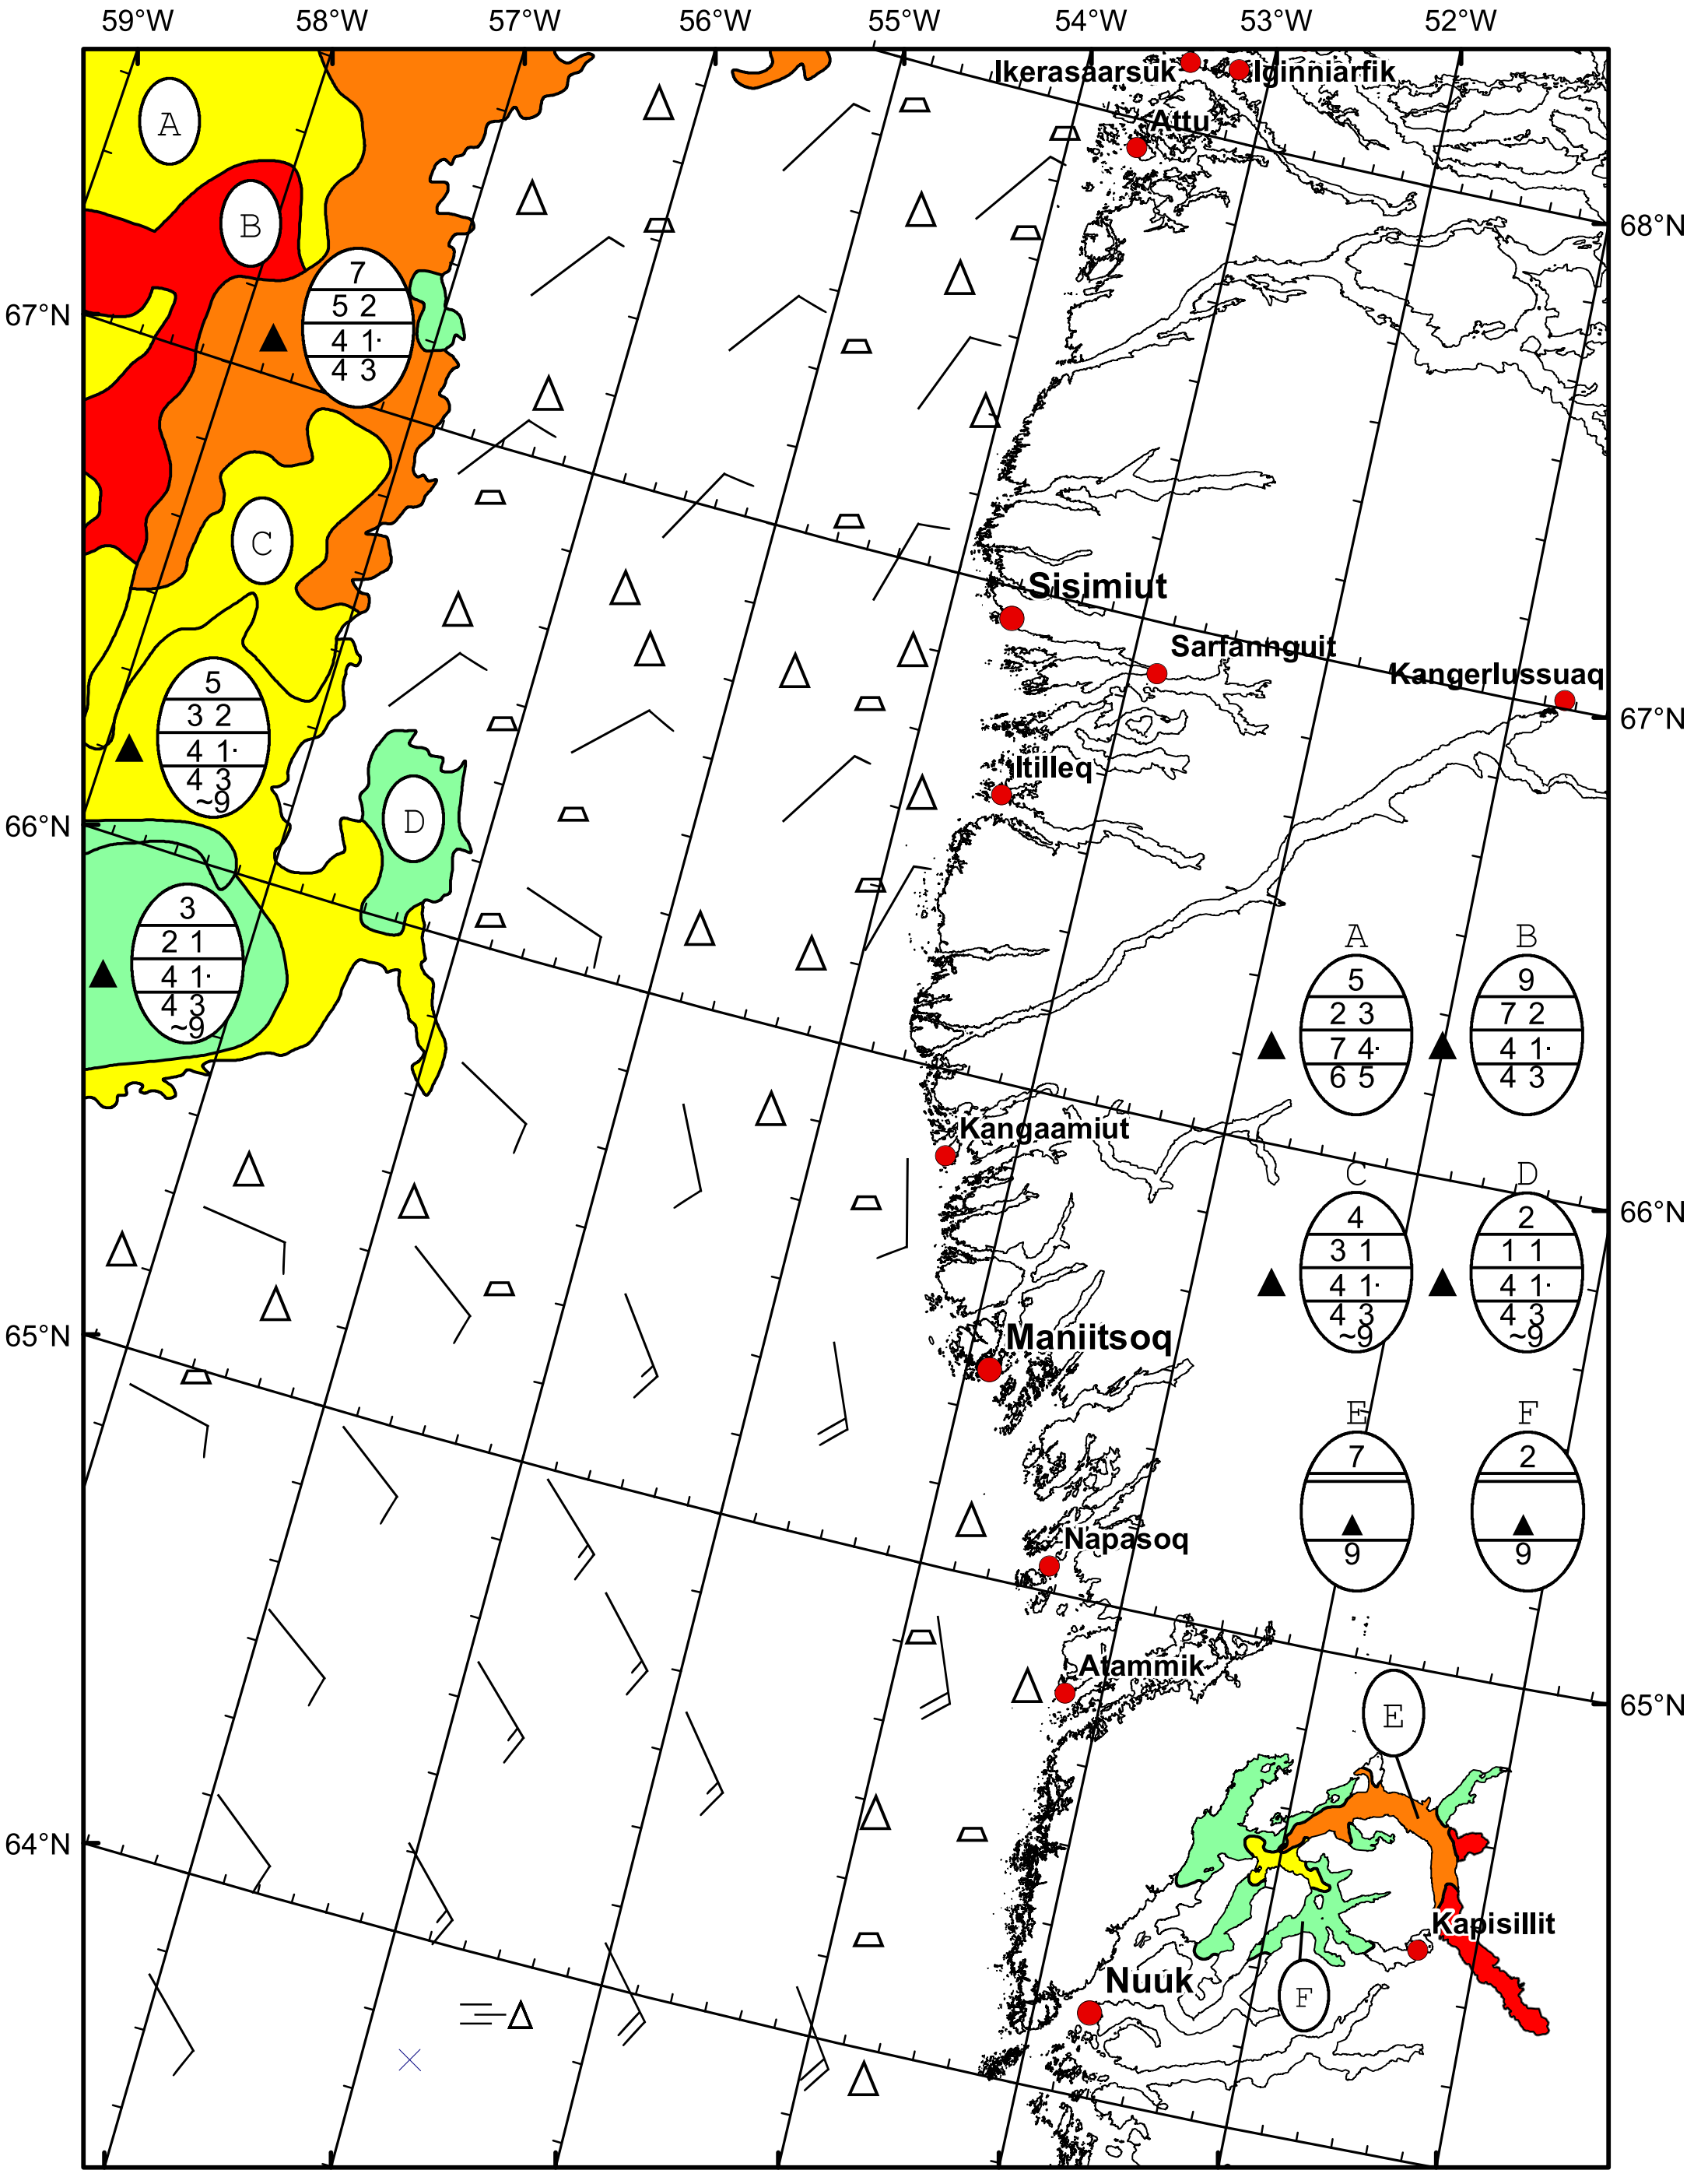 59°W 58°W 57°W 56°W 55°W 54°W 53°W 52°W
Ikerasaarsuk Iginniarfik
A
Attu
B
68°N
7
5 2
4 1·
4 3
67°N
C
Sisimiut
Sarfannguit
Kangerlussuaq
5
3 2
4 1·
4 3
~9
67°N
Itilleq
D
66°N
3
2 1
4 1·
4 3
~9
A B
5 9
2 3 7 2
7 4· 4 1·
6 5 4 3
Kangaamiut
C D
4 2
3 1 1 1
4 1· 4 1·
4 3 4 3
~9 ~9
66°N
65°N
Maniitsoq
E F
7 2
9 9
Napasoq
Atammik
65°N
E
64°N
Kapisillit
Nuuk
F